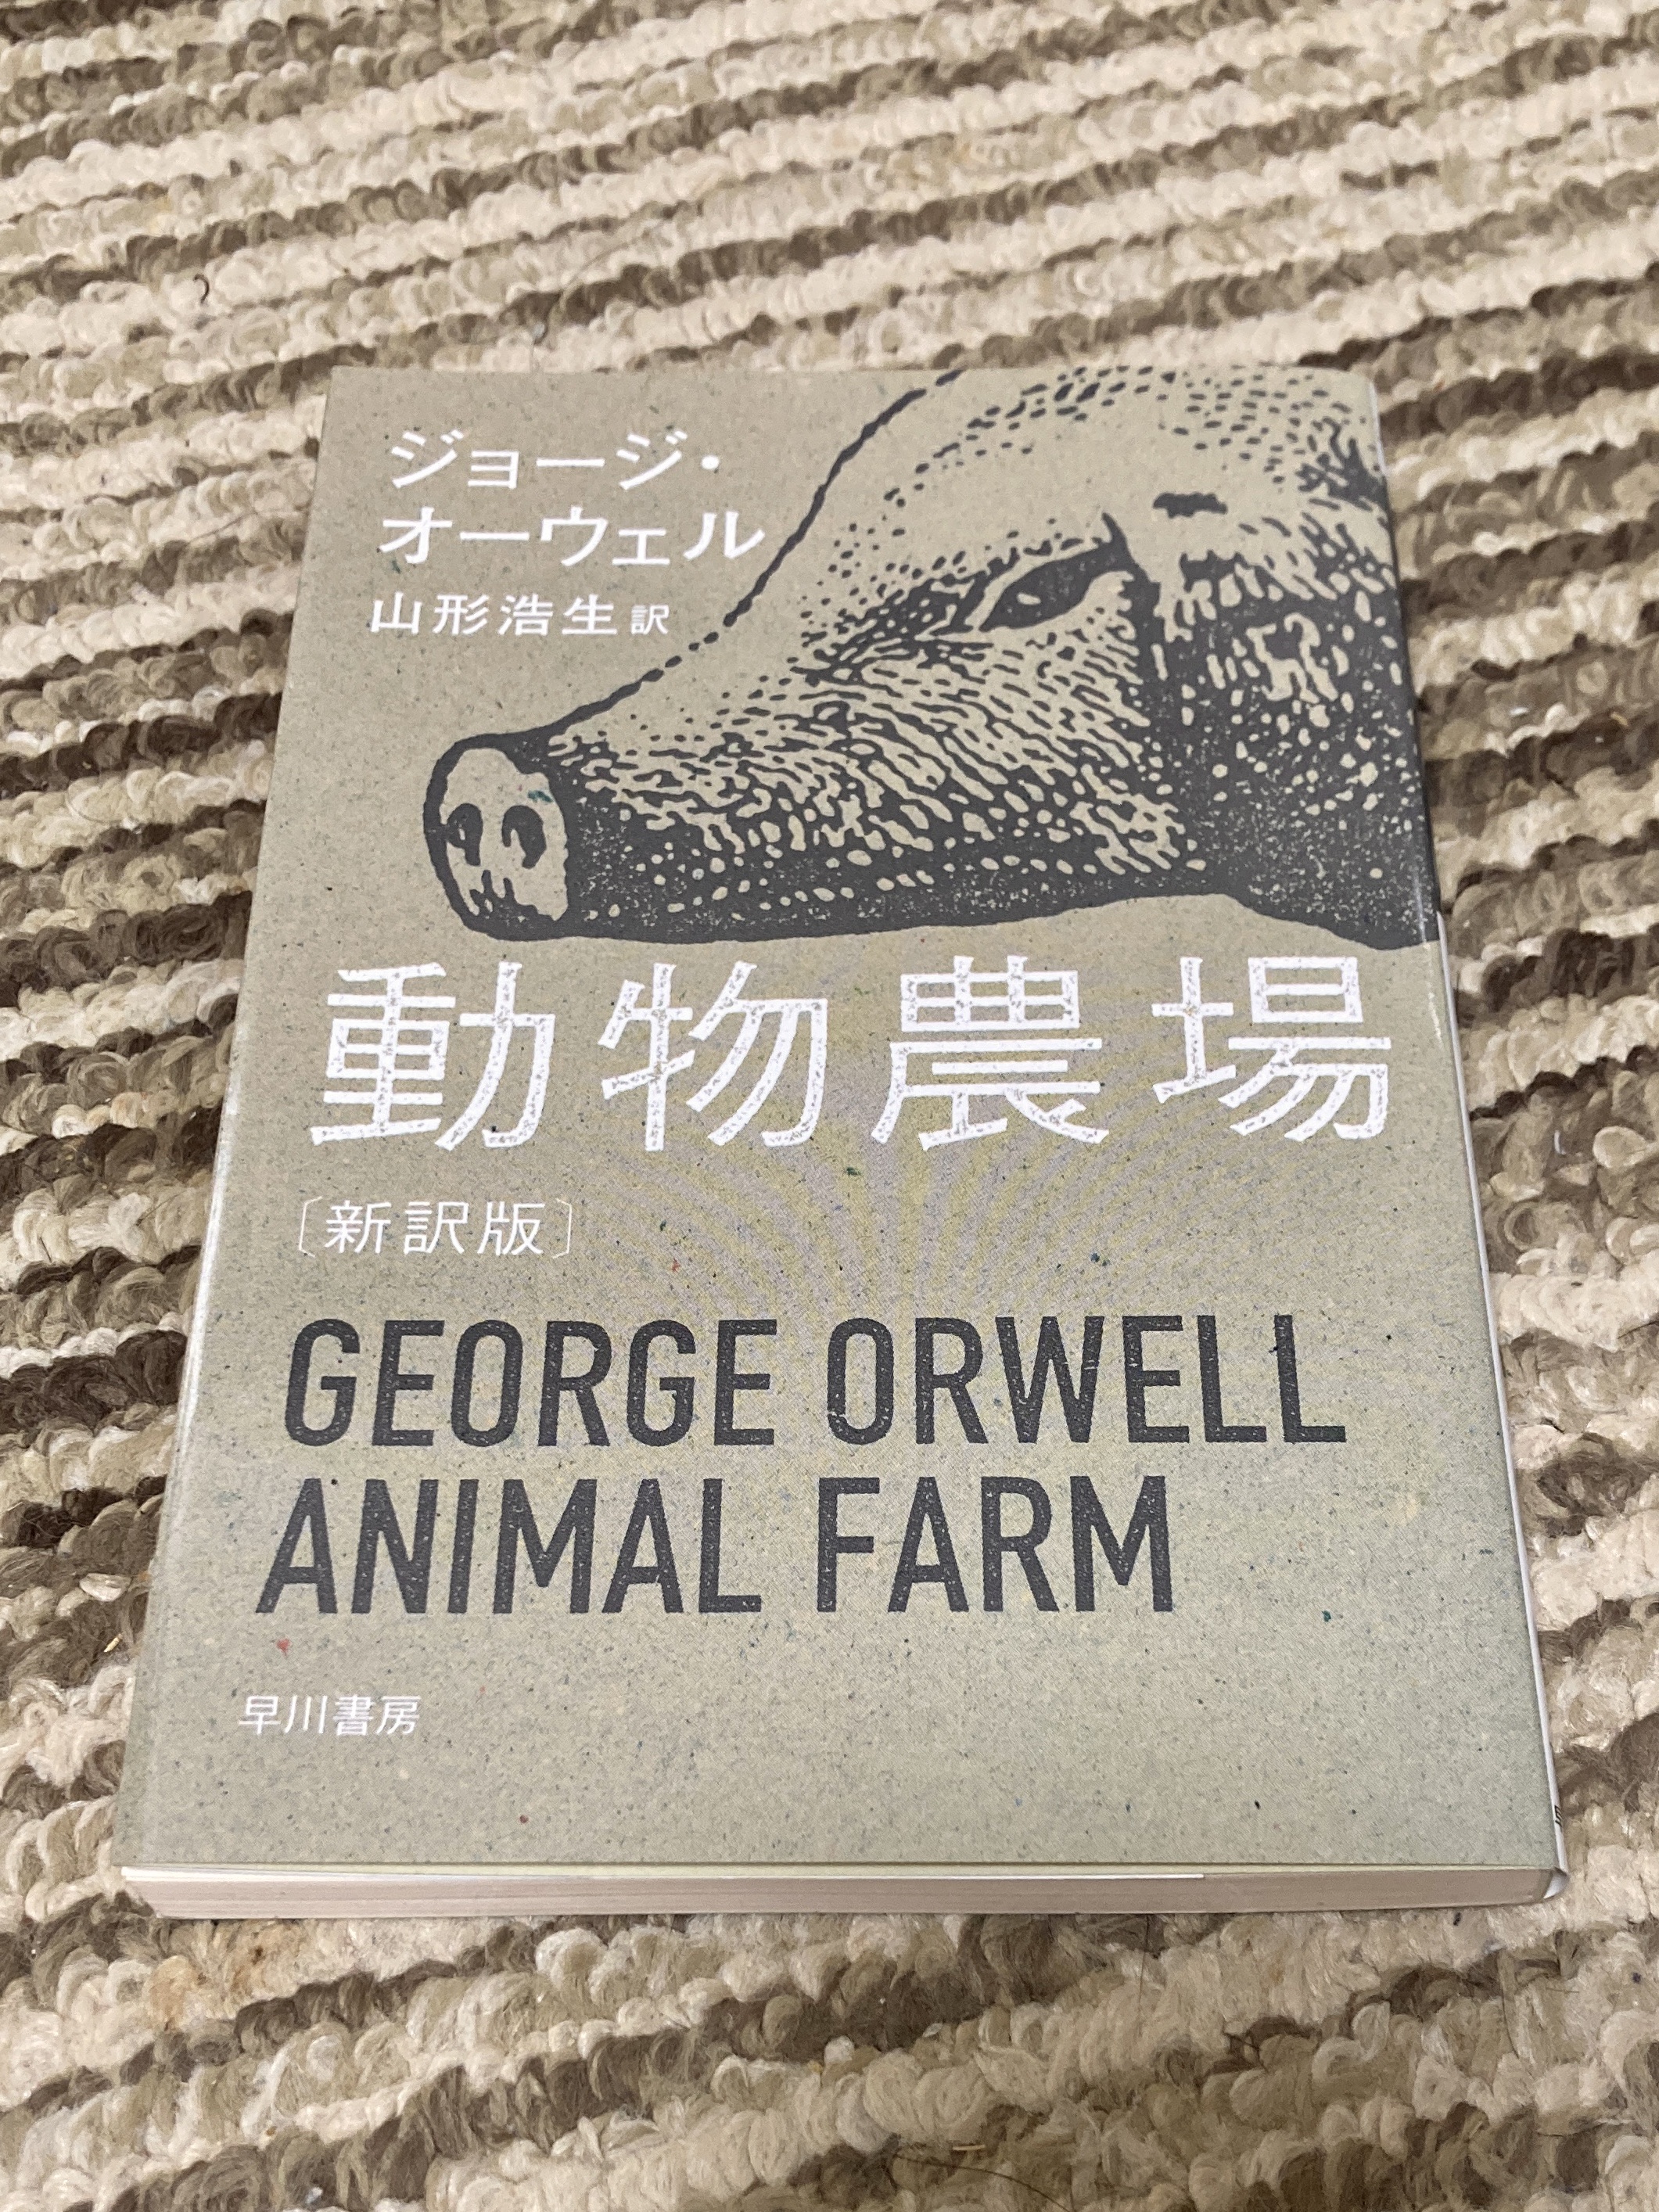 ジョージ・
オーウェル
山形浩生訳
動物農場
〔新訳版〕
GEORGE ORWELL
ANIMAL FARM
早川書房